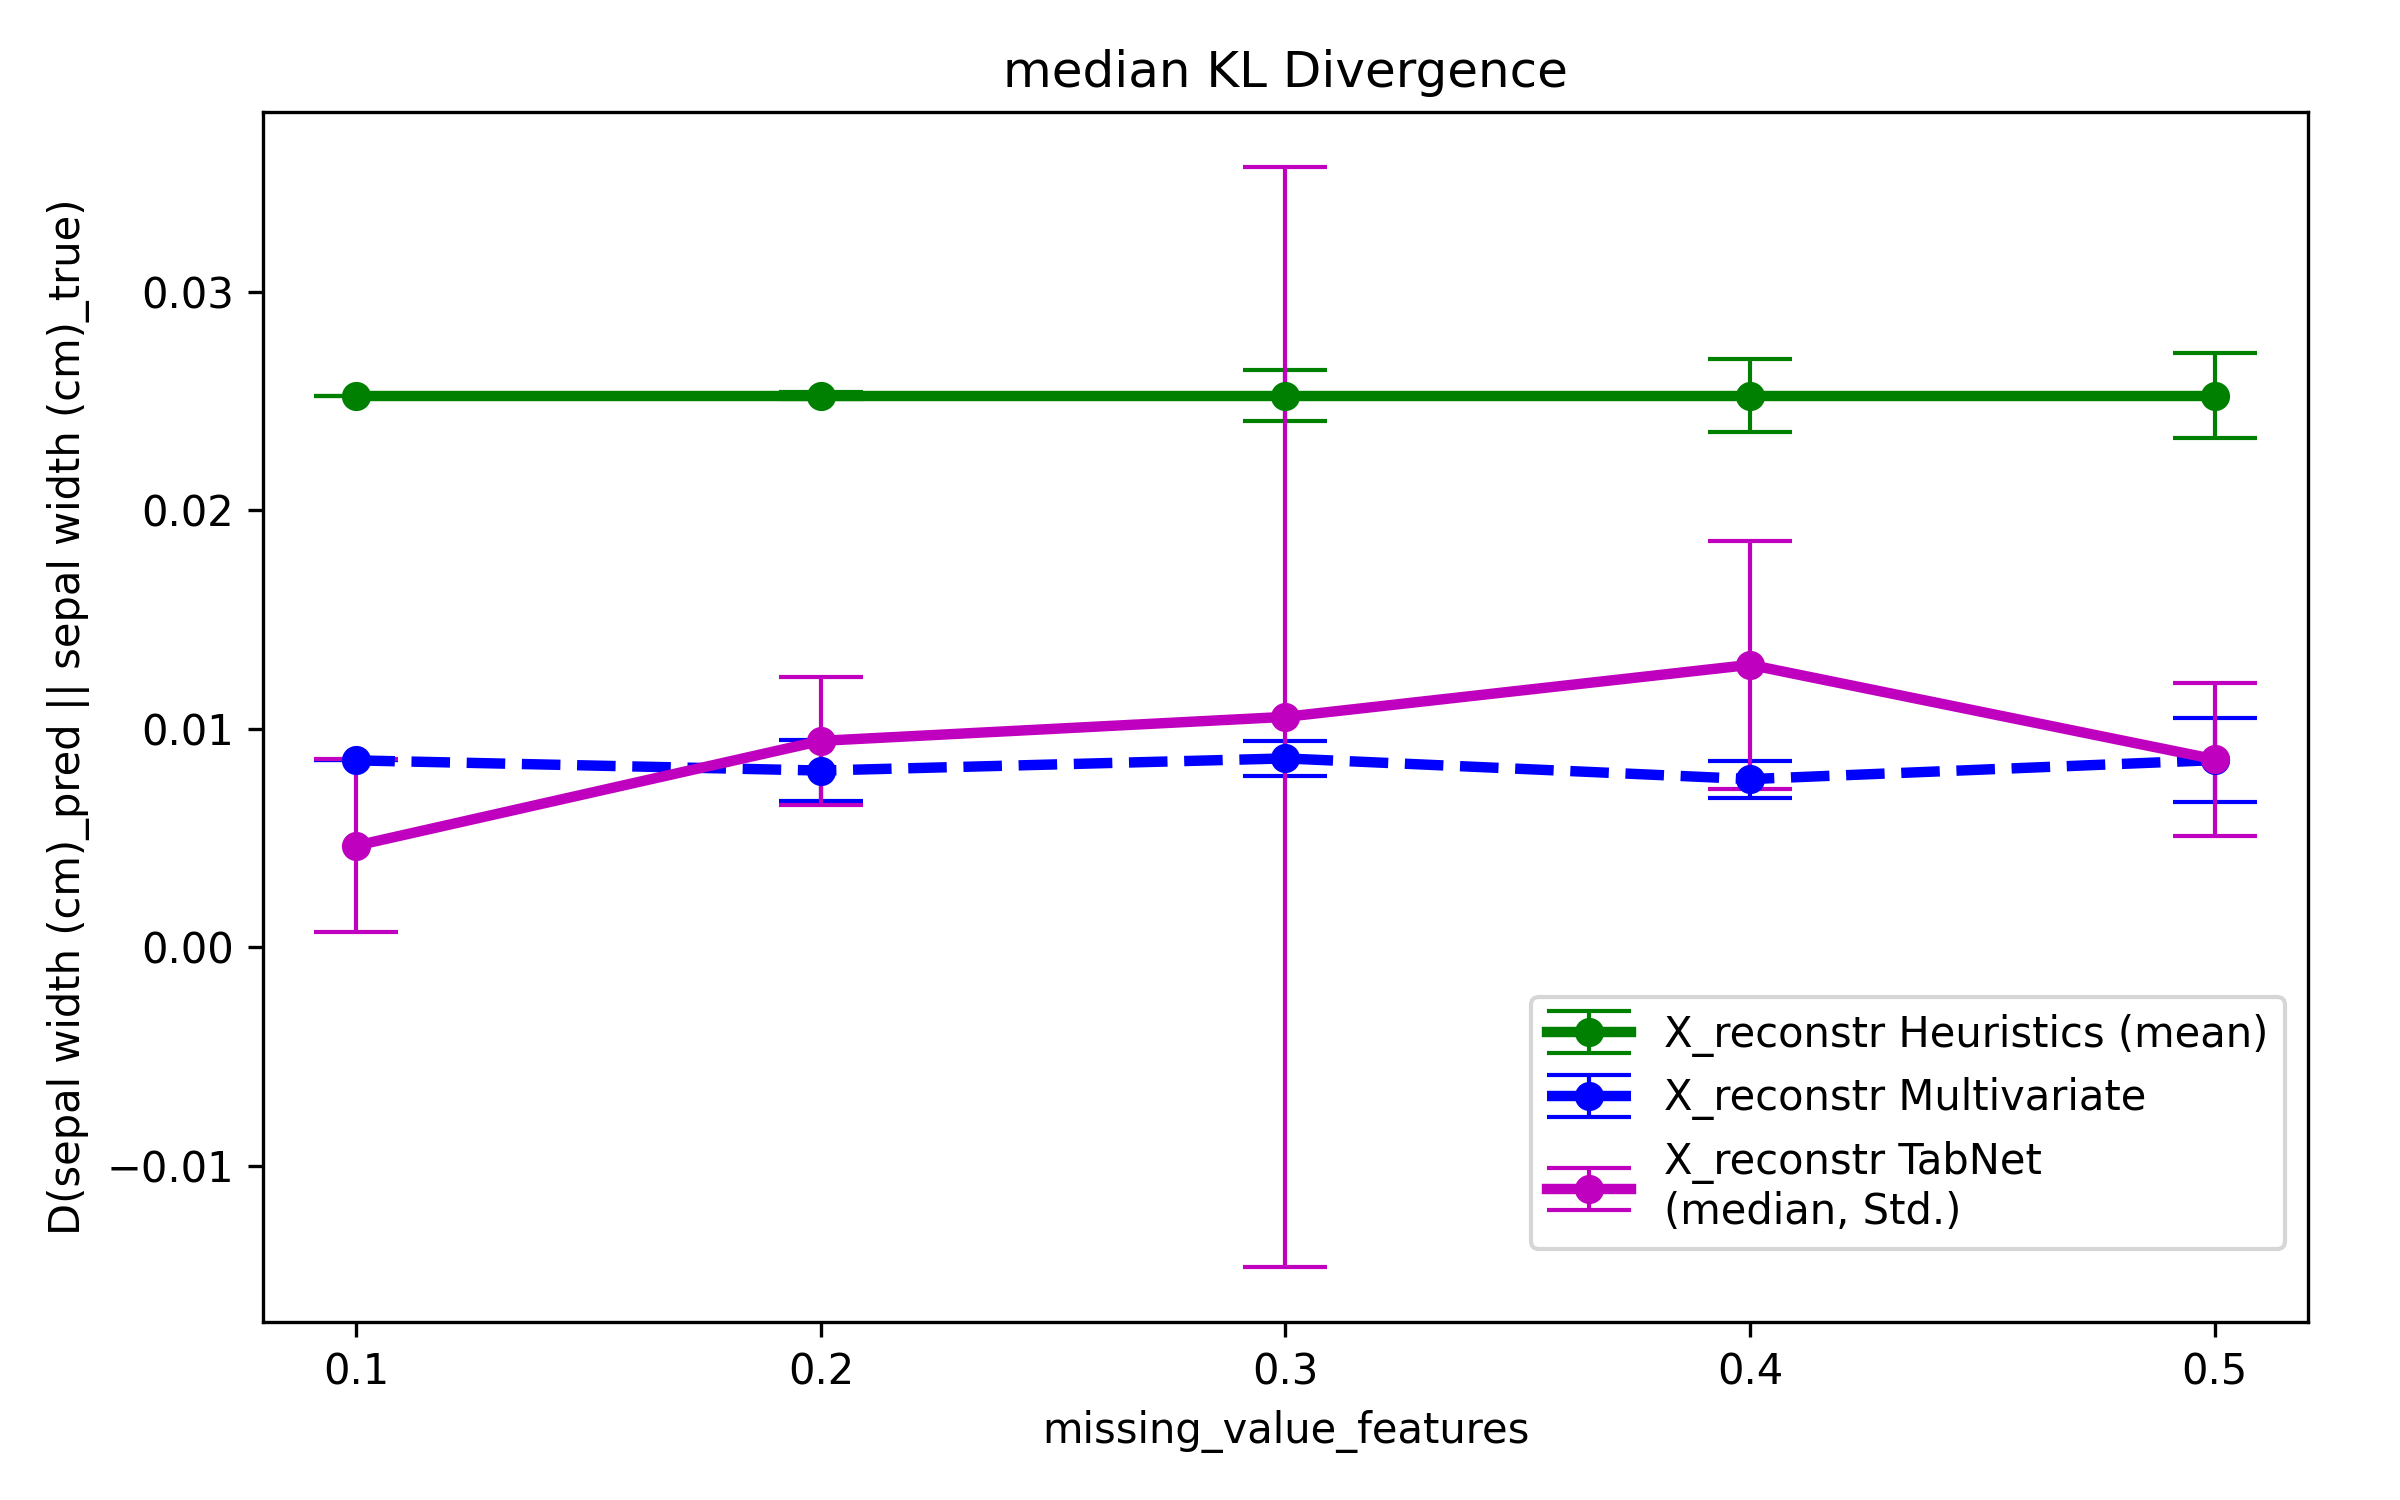 median KL Divergence
D(sepal width (cm)_pred || sepal width (cm)_true)
0.03
0.02
0.01
0.00
−0.01
X_reconstr Heuristics (mean)
X_reconstr Multivariate
X_reconstr TabNet
(median, Std.)
0.1 0.2 0.3 0.4 0.5
missing_value_features